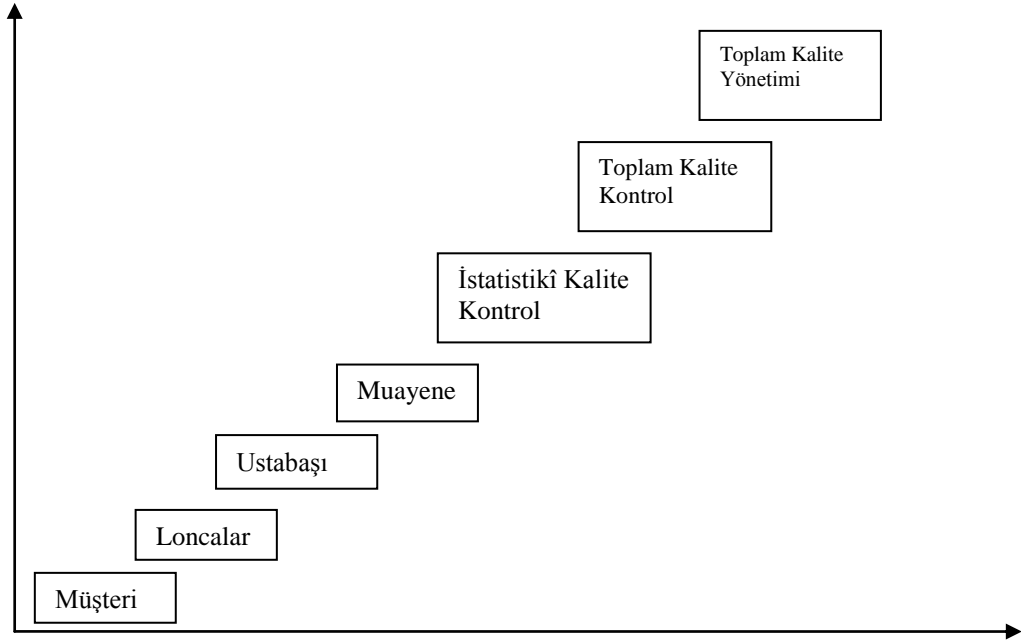 Toplam Kalite
Yönetimi
Toplam Kalite
Kontrol
İstatistikî Kalite
Kontrol
Muayene
Ustabaşı
Loncalar
Müşteri